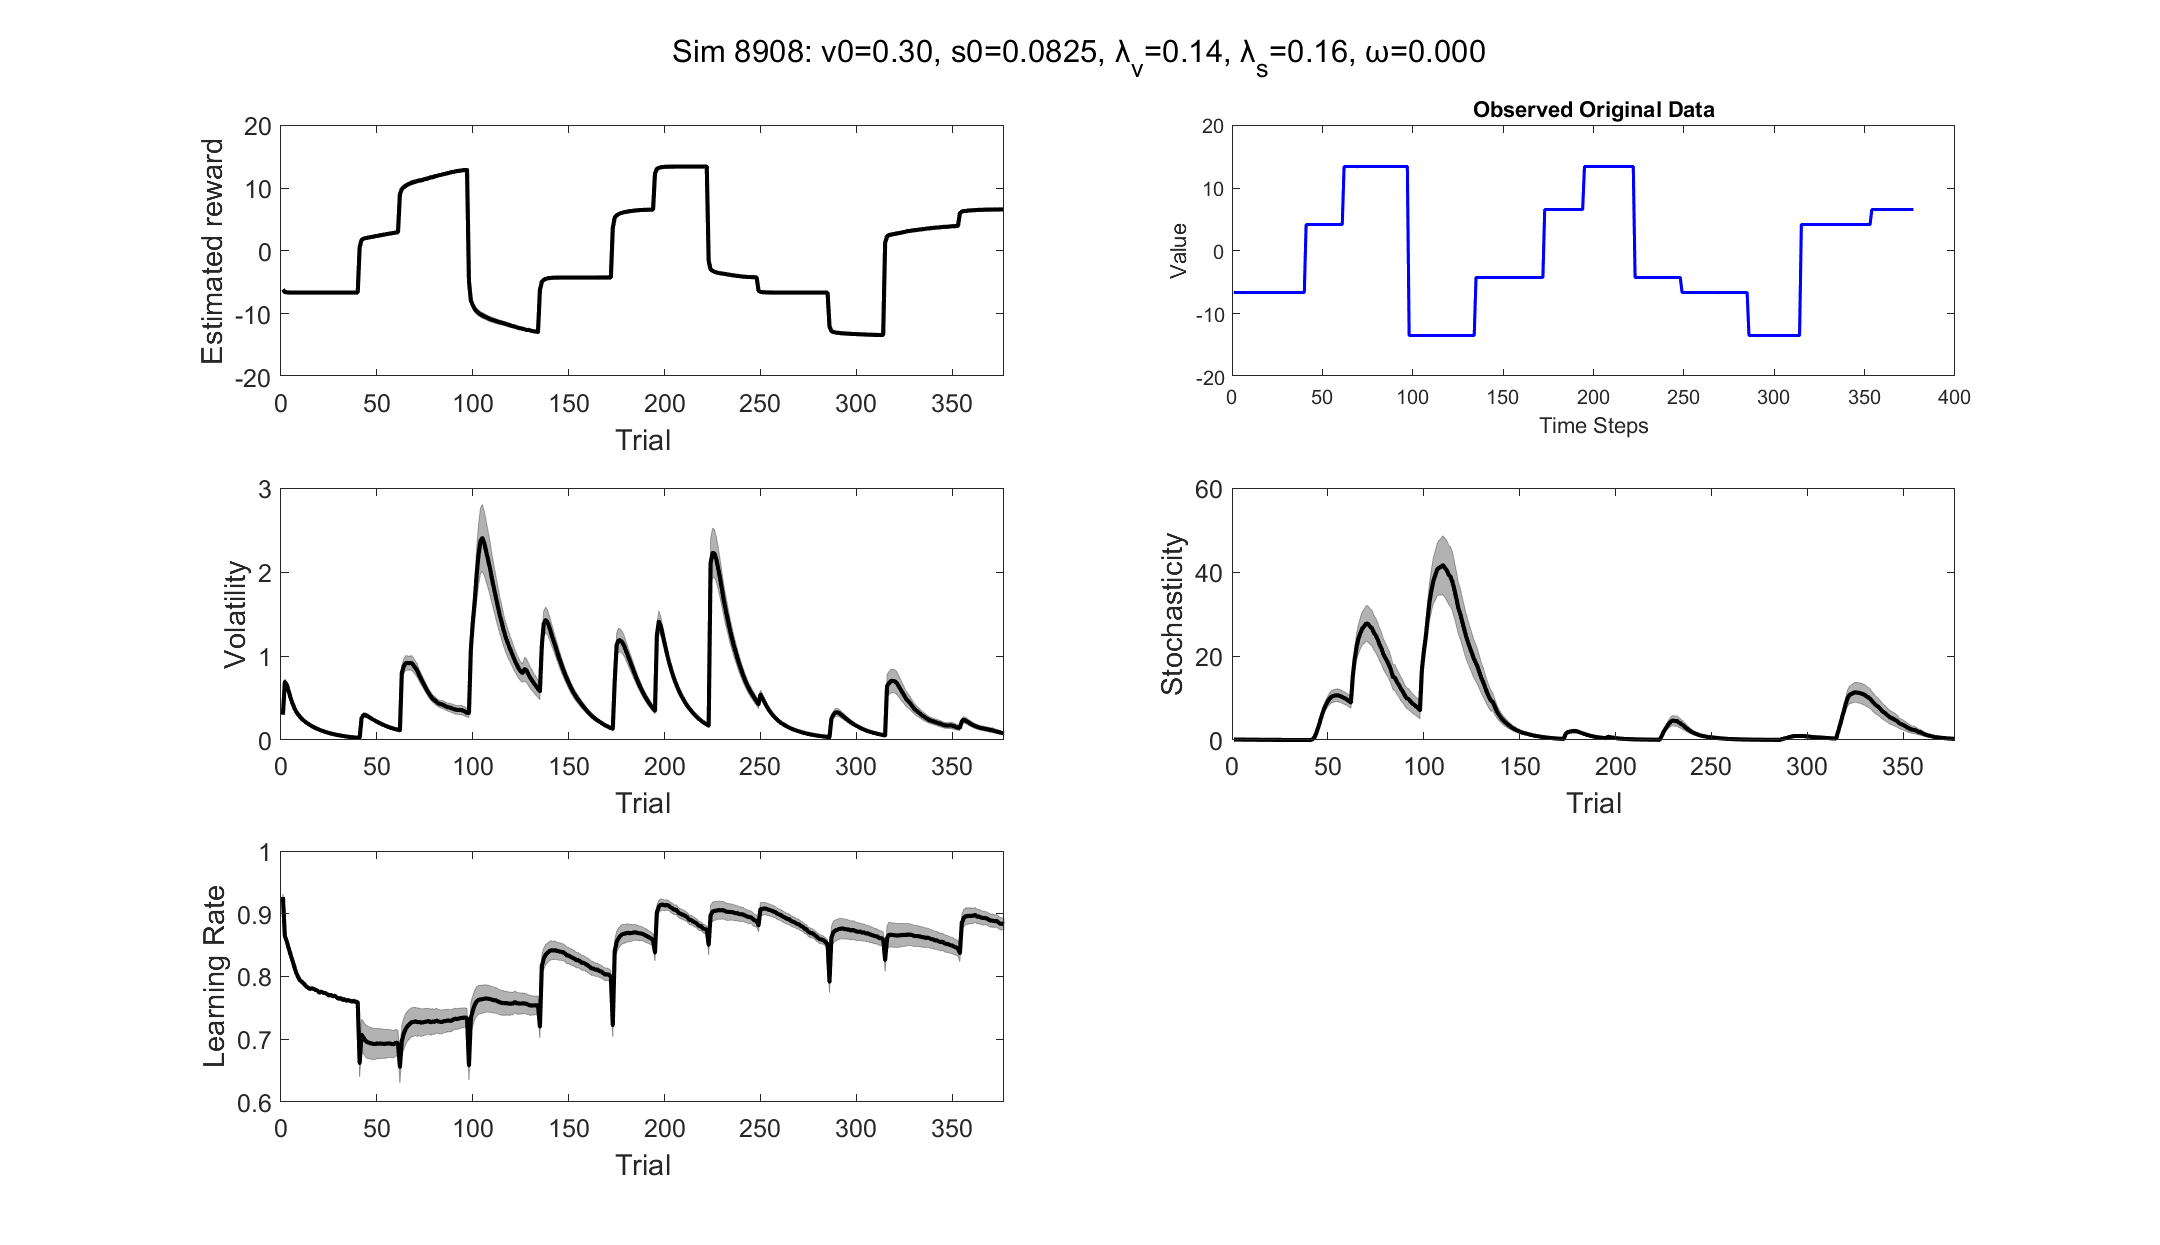 Sim 8908: v0=0.30, s0=0.0825, λ_v=0.14, λ_s=0.16, ω=0.000
Estimated reward
20
10
0
-10
-20
0 50 100 150 200 250 300 350
Trial
Observed Original Data
Value
20
10
0
-10
-20
0 50 100 150 200 250 300 350 400
Time Steps
Volatility
3
2
1
0
0 50 100 150 200 250 300 350
Trial
Stochasticity
60
40
20
0
0 50 100 150 200 250 300 350
Trial
Learning Rate
1
0.9
0.8
0.7
0.6
0 50 100 150 200 250 300 350
Trial